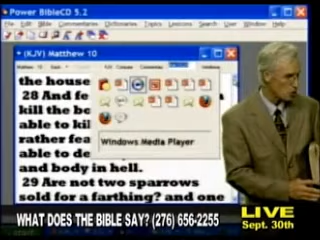 Power BibleCD 5.2
File Edit Bible Commentaries Dictionaries Topics Lessons Search User Window Help
(KJV) Matthew 10
the house
28 And fe
kill the bo
able to kil
rather fea
able to de
and body in hell.
29 Are not two sparrows
sold for a farthing? and one
Windows Media Player
WHAT DOES THE BIBLE SAY? (276) 656-2255
LIVE
Sept. 30th